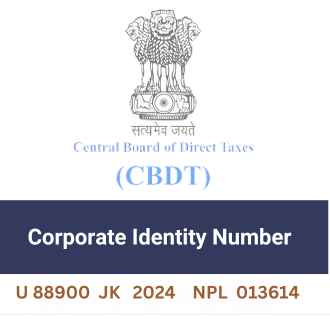 सत्यमेव जयते
Central Board of Direct Taxes
(CBDT)
Corporate Identity Number
U 88900 JK 2024 NPL 013614